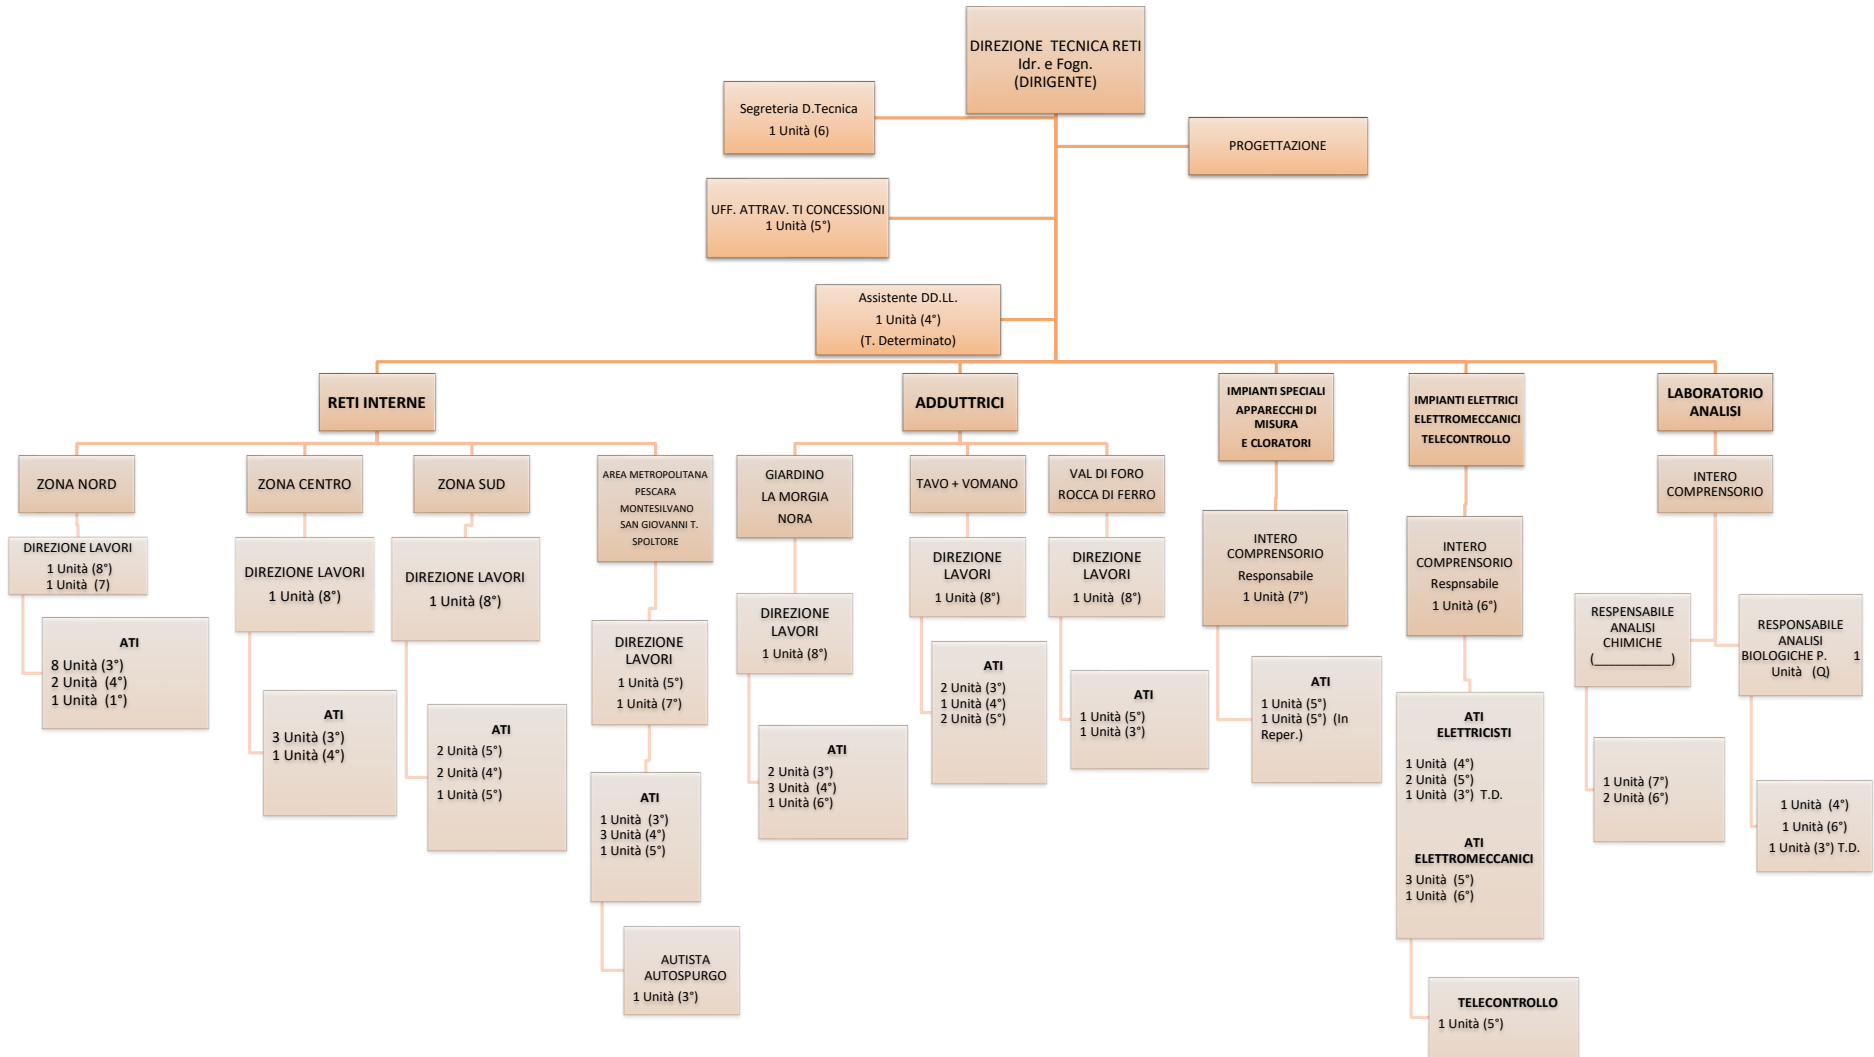 DIREZIONE TECNICA RETI
Idr. e Fogn.
(DIRIGENTE)
Segreteria D.Tecnica
1 Unità (6)
PROGETTAZIONE
UFF. ATTRAV. TI CONCESSIONI
1 Unità (5°)
Assistente DD.LL.
1 Unità (4°)
(T. Determinato)
RETI INTERNE
ADDUTTRICI
IMPIANTI SPECIALI
APPARECCHI DI
MISURA
E CLORATORI
IMPIANTI ELETTRICI
ELETTROMECCANICI
TELECONTROLLO
LABORATORIO
ANALISI
ZONA NORD
ZONA CENTRO
ZONA SUD
AREA METROPOLITANA
PESCARA
MONTESILVANO
SAN GIOVANNI T.
SPOLTORE
GIARDINO
LA MORGIA
NORA
TAVO + VOMANO
VAL DI FORO
ROCCA DI FERRO
INTERO
COMPRENSORIO
Responsabile
1 Unità (7°)
INTERO
COMPRENSORIO
Respnsabile
1 Unità (6°)
INTERO
COMPRENSORIO
DIREZIONE LAVORI
1 Unità (8°)
1 Unità (7)
DIREZIONE LAVORI
1 Unità (8°)
DIREZIONE LAVORI
1 Unità (8°)
DIREZIONE
LAVORI
1 Unità (5°)
1 Unità (7°)
DIREZIONE
LAVORI
1 Unità (8°)
DIREZIONE
LAVORI
1 Unità (8°)
DIREZIONE
LAVORI
1 Unità (8°)
RESPENSABILE
ANALISI
CHIMICHE
(___________)
RESPONSABILE
ANALISI
BIOLOGICHE P. 1
Unità (Q)
ATI
8 Unità (3°)
2 Unità (4°)
1 Unità (1°)
ATI
3 Unità (3°)
1 Unità (4°)
ATI
2 Unità (5°)
2 Unità (4°)
1 Unità (5°)
ATI
1 Unità (3°)
3 Unità (4°)
1 Unità (5°)
ATI
2 Unità (3°)
3 Unità (4°)
1 Unità (6°)
ATI
2 Unità (3°)
1 Unità (4°)
2 Unità (5°)
ATI
1 Unità (5°)
1 Unità (3°)
ATI
1 Unità (5°)
1 Unità (5°) (In
Reper.)
ATI
ELETTRICISTI
1 Unità (4°)
2 Unità (5°)
1 Unità (3°) T.D.
ATI
ELETTROMECCANICI
3 Unità (5°)
1 Unità (6°)
1 Unità (7°)
2 Unità (6°)
1 Unità (4°)
1 Unità (6°)
1 Unità (3°) T.D.
AUTISTA
AUTOSPURGO
1 Unità (3°)
TELECONTROLLO
1 Unità (5°)